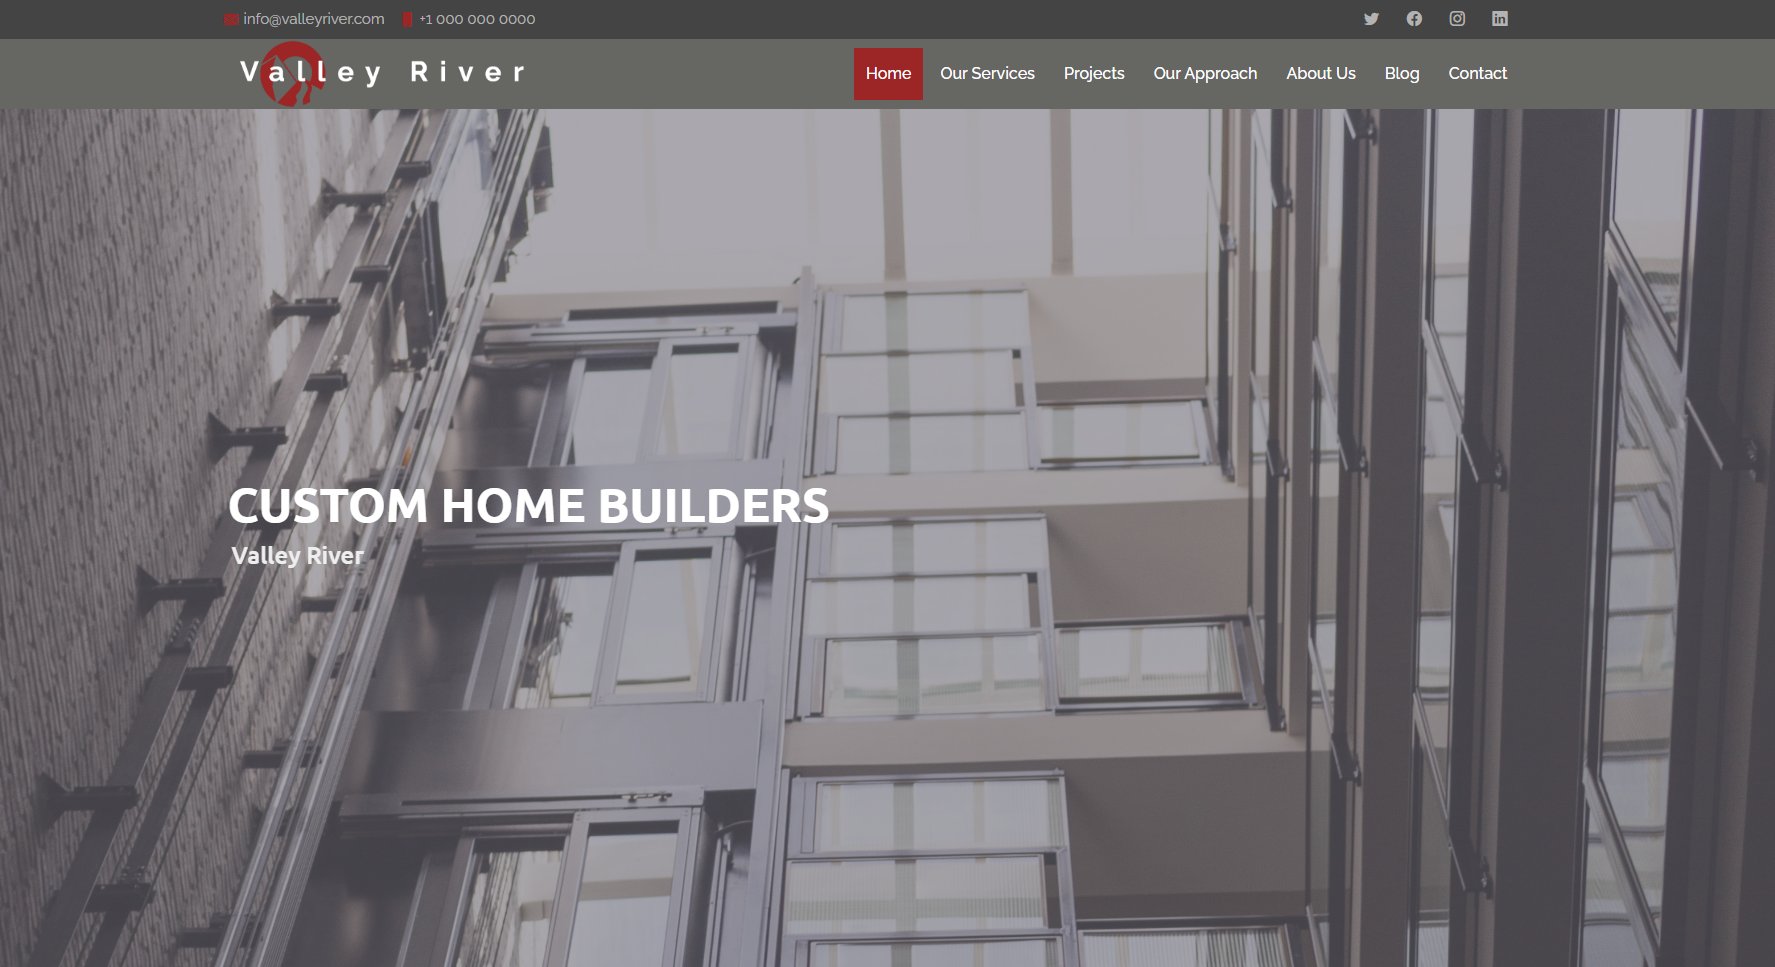 info@valleyriver.com +1 000 000 0000
Valley River
Home Our Services Projects Our Approach About Us Blog Contact
CUSTOM HOME BUILDERS
Valley River